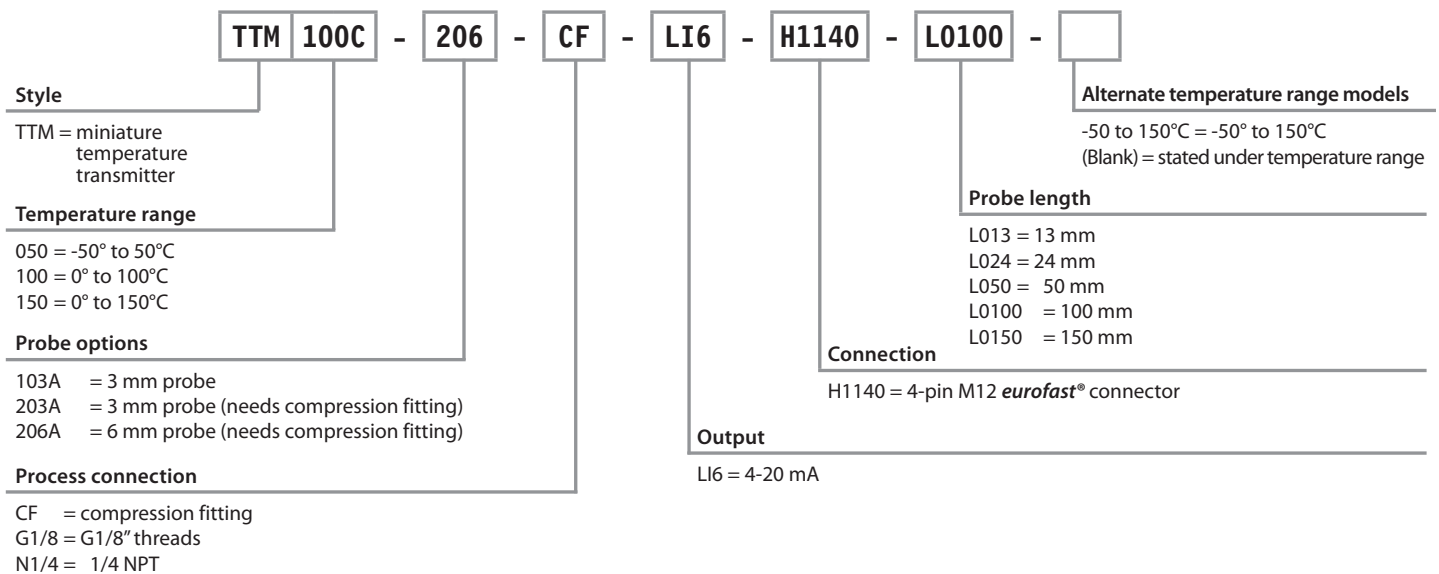 TTM 100C - 206 - CF - LI6 - H1140 - L0100 -
Style
TTM = miniature
temperature
transmitter
Temperature range
050 = -50° to 50°C
100 = 0° to 100°C
150 = 0° to 150°C
Probe options
103A = 3 mm probe
203A = 3 mm probe (needs compression fitting)
206A = 6 mm probe (needs compression fitting)
Process connection
CF = compression fitting
G1/8 = G1/8” threads
N1/4 = 1/4 NPT
Output
LI6 = 4-20 mA
Connection
H1140 = 4-pin M12 eurofast® connector
Probe length
L013 = 13 mm
L024 = 24 mm
L050 = 50 mm
L0100 = 100 mm
L0150 = 150 mm
Alternate temperature range models
-50 to 150°C = -50° to 150°C
(Blank) = stated under temperature range